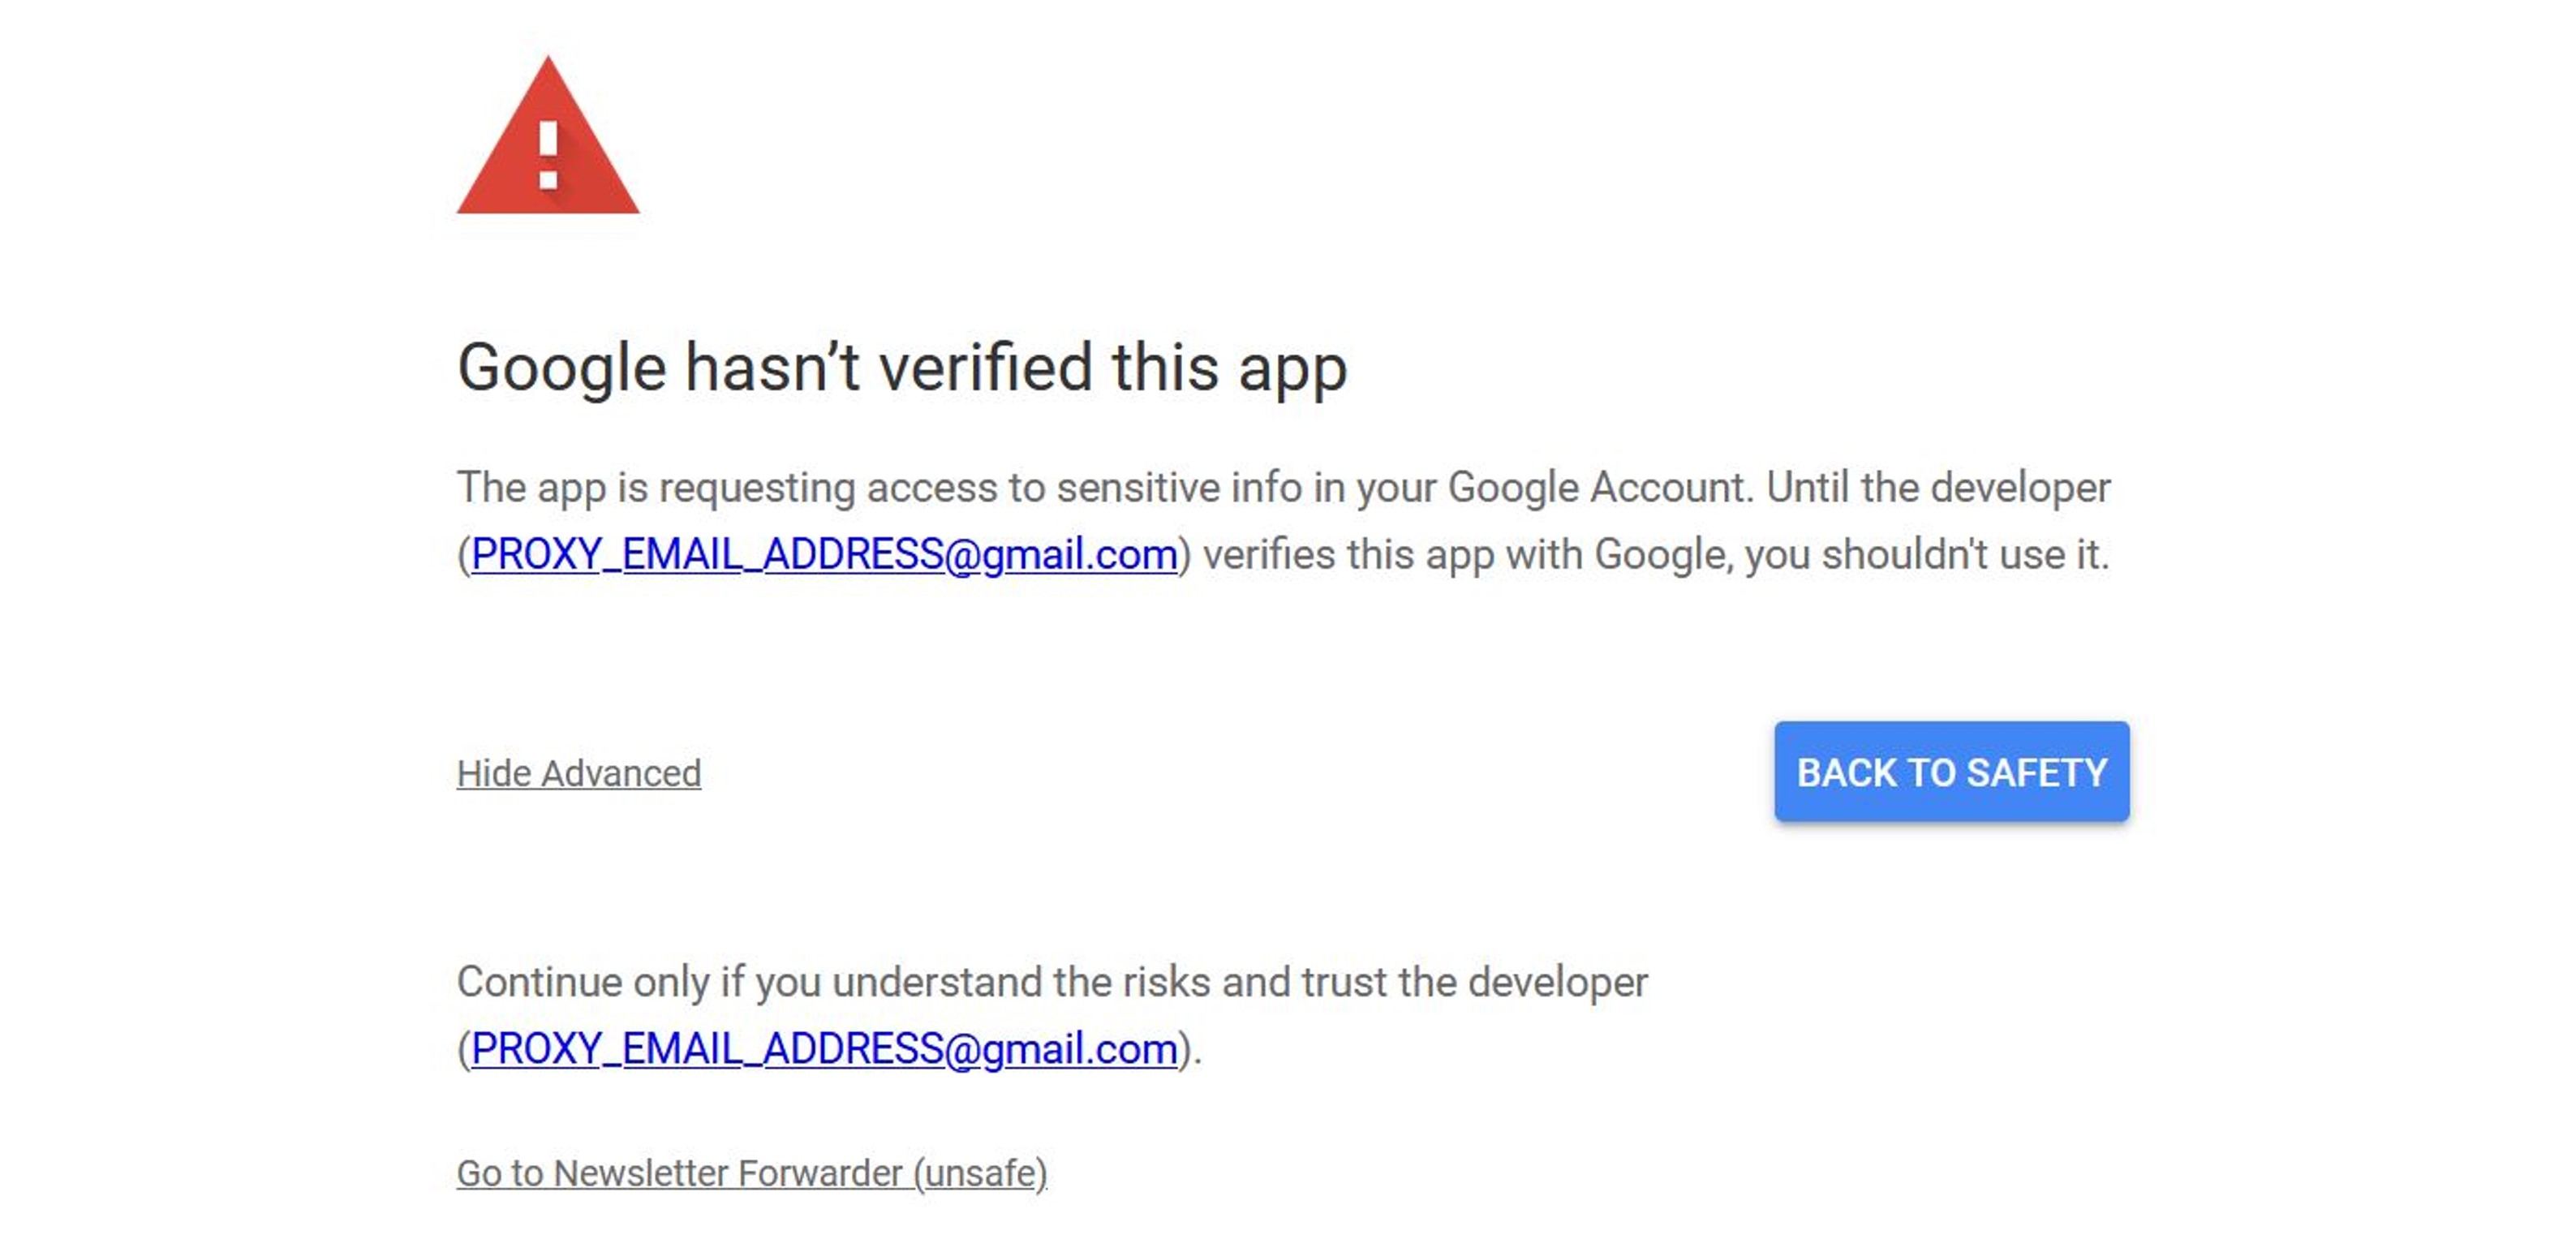 Google hasn’t verified this app
The app is requesting access to sensitive info in your Google Account. Until the developer
(PROXY_EMAIL_ADDRESS@gmail.com) verifies this app with Google, you shouldn't use it.
Hide Advanced
BACK TO SAFETY
Continue only if you understand the risks and trust the developer
(PROXY_EMAIL_ADDRESS@gmail.com).
Go to Newsletter Forwarder (unsafe)